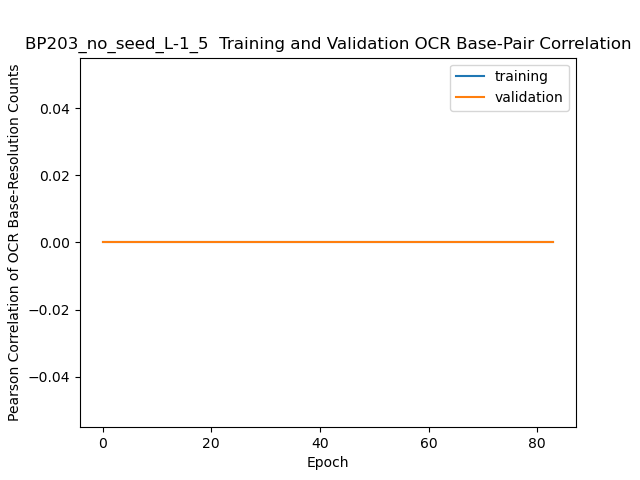 BP203_no_seed_L-1_5  Training and Validation OCR Base-Pair Correlation
training
validation
Pearson Correlation of OCR Base-Resolution Counts
0.04
0.02
0.00
−0.02
−0.04
0
20
40
60
80
Epoch